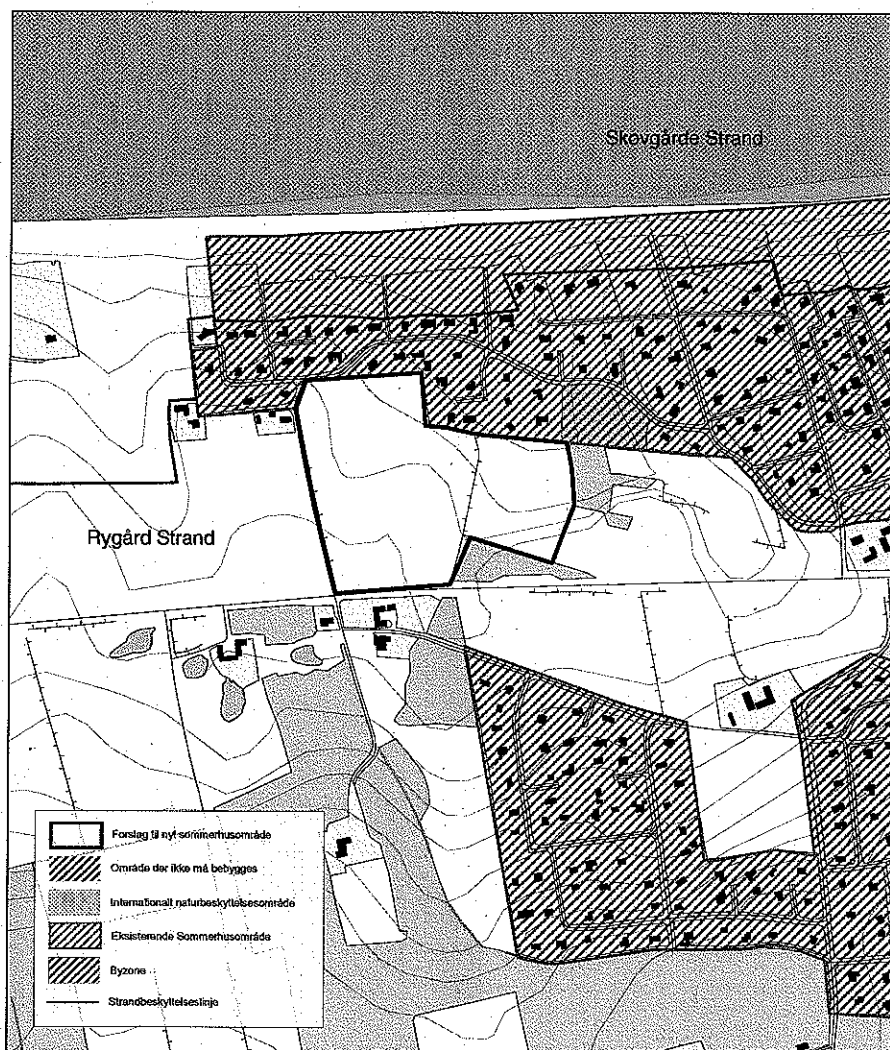 Skovgårde Strand
Rygård Strand
Forslag til nyt sommerhusområde
Område der ikke må bebygges
Internationalt naturbeskyttelsesområde
Eksisterende Sommerhusområde
Byzone
Strandbeskyttelseslinje